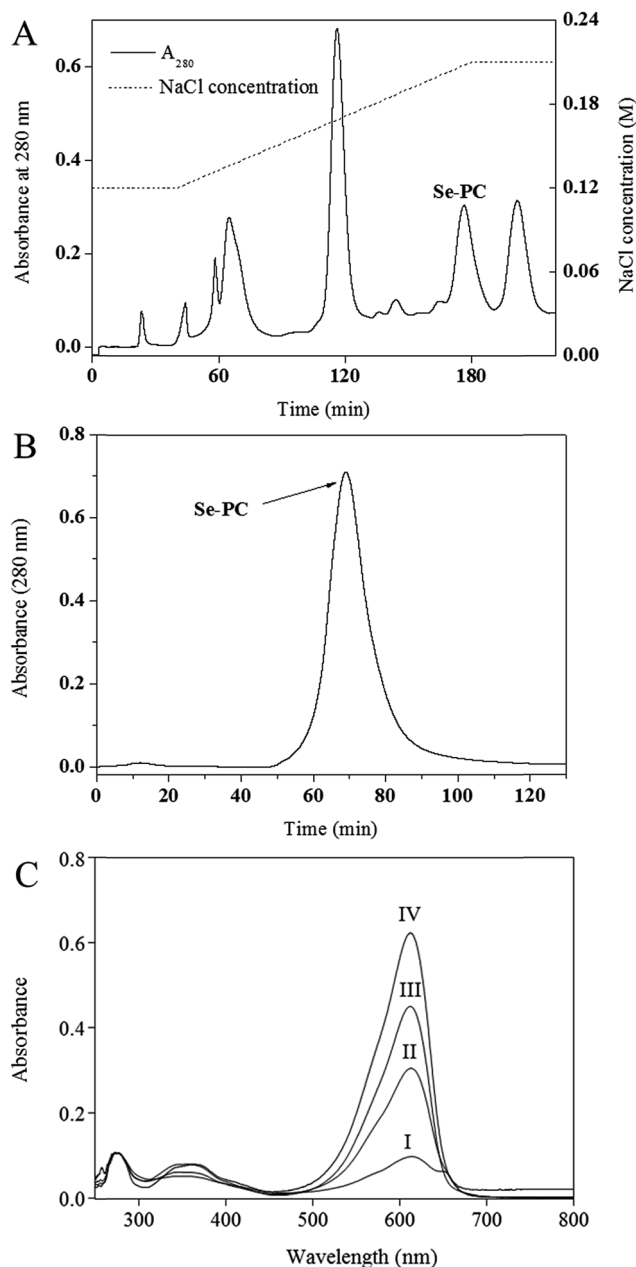 A
A280
NaCl concentration
Se-PC
Absorbance at 280 nm
0.6
0.4
0.2
0.0
0.24
0.18
0.12
0.06
0.00
NaCl concentration (M)
0 60 120 180
Time (min)
B
Se-PC
Absorbance (280 nm)
0.8
0.6
0.4
0.2
0.0
0 20 40 60 80 100 120
Time (min)
C
IV
III
II
I
Absorbance
0.8
0.6
0.4
0.2
0.0
300 400 500 600 700 800
Wavelength (nm)